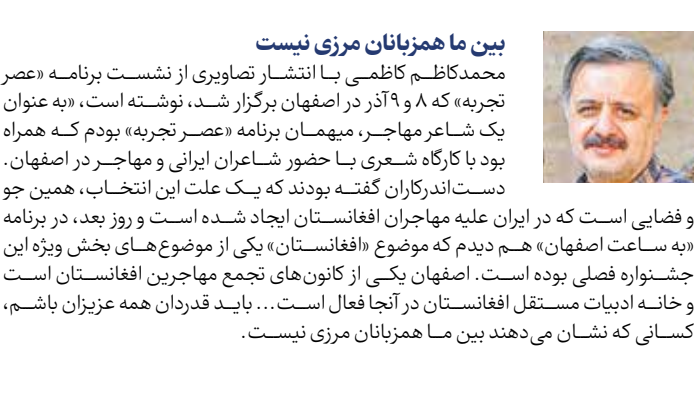 بین ما همزبانان مرزی نیست
محمدکاظم کاظمی با انتشار تصاویری از نشست برنامه «عصر
تجربه» که ۸ و ۹ آذر در اصفهان برگزار شد، نوشته است، «به عنوان
یک شاعر مهاجر، میهمان برنامه «عصر تجربه» بودم که همراه
بود با کارگاه شعری با حضور شاعران ایرانی و مهاجر در اصفهان.
دست‌اندرکاران گفته بودند که یک علت این انتخاب، همین جو
و فضایی است که در ایران علیه مهاجران افغانستان ایجاد شده است و روز بعد، در برنامه
«به ساعت اصفهان» هم دیدم که موضوع «افغانستان» یکی از موضوع‌های بخش ویژه این
جشنواره فصلی بوده است. اصفهان یکی از کانون‌های تجمع مهاجرین افغانستان است
و خانه ادبیات مستقل افغانستان در آنجا فعال است... باید قدردان همه عزیزان باشم،
کسانی که نشان می‌دهند بین ما همزبانان مرزی نیست.